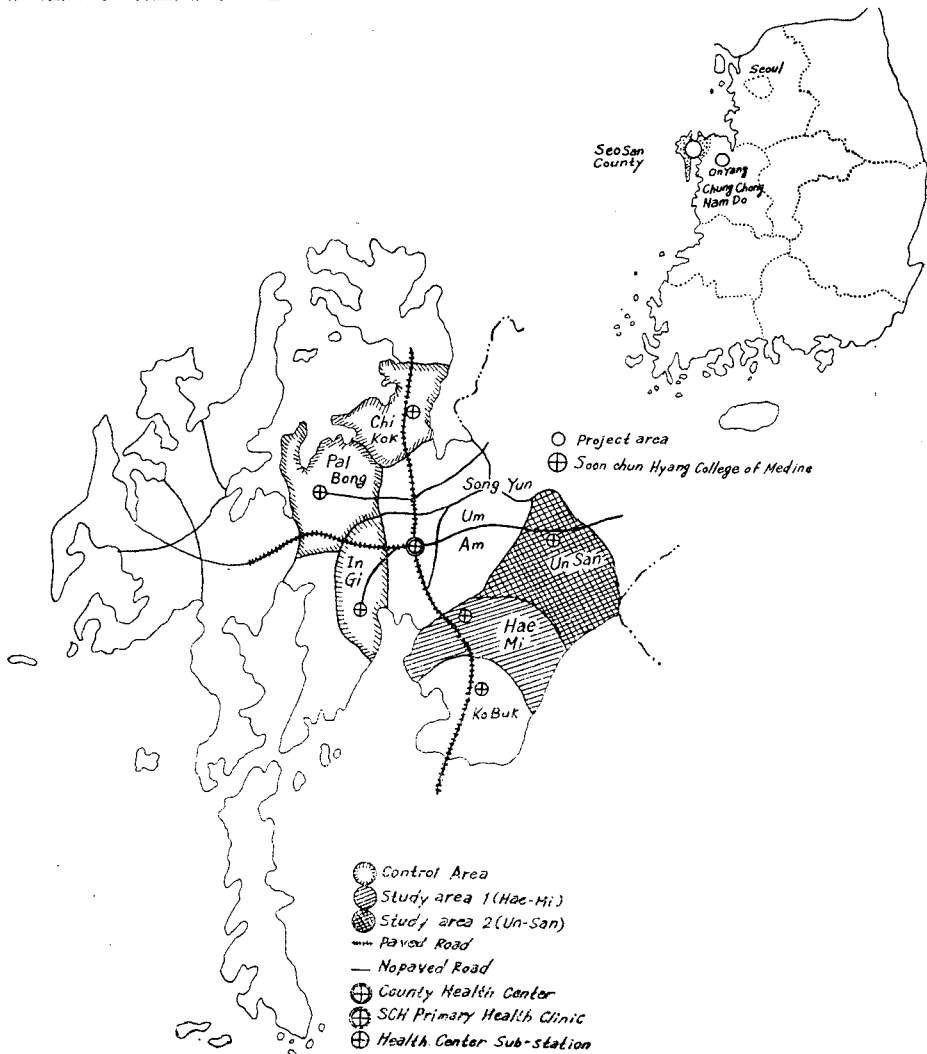 Seoul
SeoSan
County
OnYang
Chung Chong
Nam Do
Chi
Kok
Pal
Bong
Song Yun
Um
Am
In
Gi
Un San
Hae
Mi
KoBuk
Project area
Soon chun Hyang College of Medine
Control Area
Study area 1 (Hae-Mi)
Study area 2 (Un-San)
Paved Road
Nopaved Road
County Health Center
SCH Primary Health Clinic
Health Center Sub-station